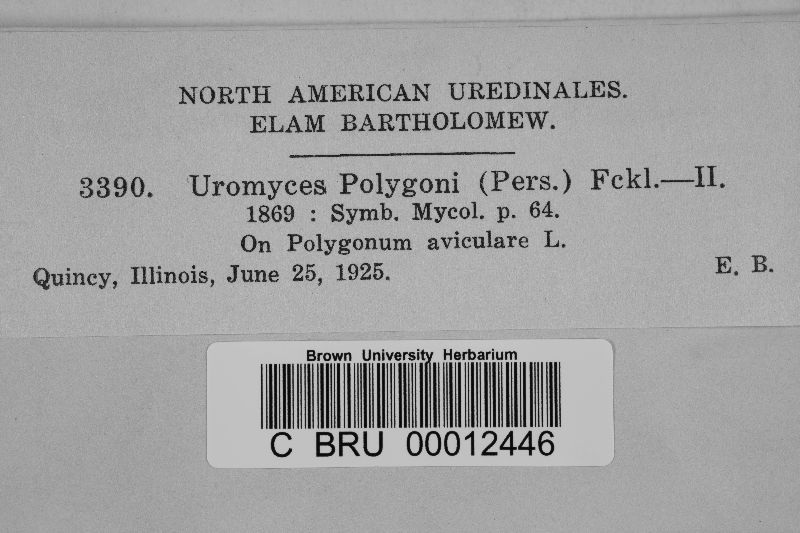 NORTH AMERICAN UREDINALES.
ELAM BARTHOLOMEW.
3390. Uromyces Polygoni (Pers.) Fckl.—II.
1869 : Symb. Mycol. p. 64.
On Polygonum aviculare L.
Quincy, Illinois, June 25, 1925. E. B.
Brown University Herbarium
C BRU 00012446